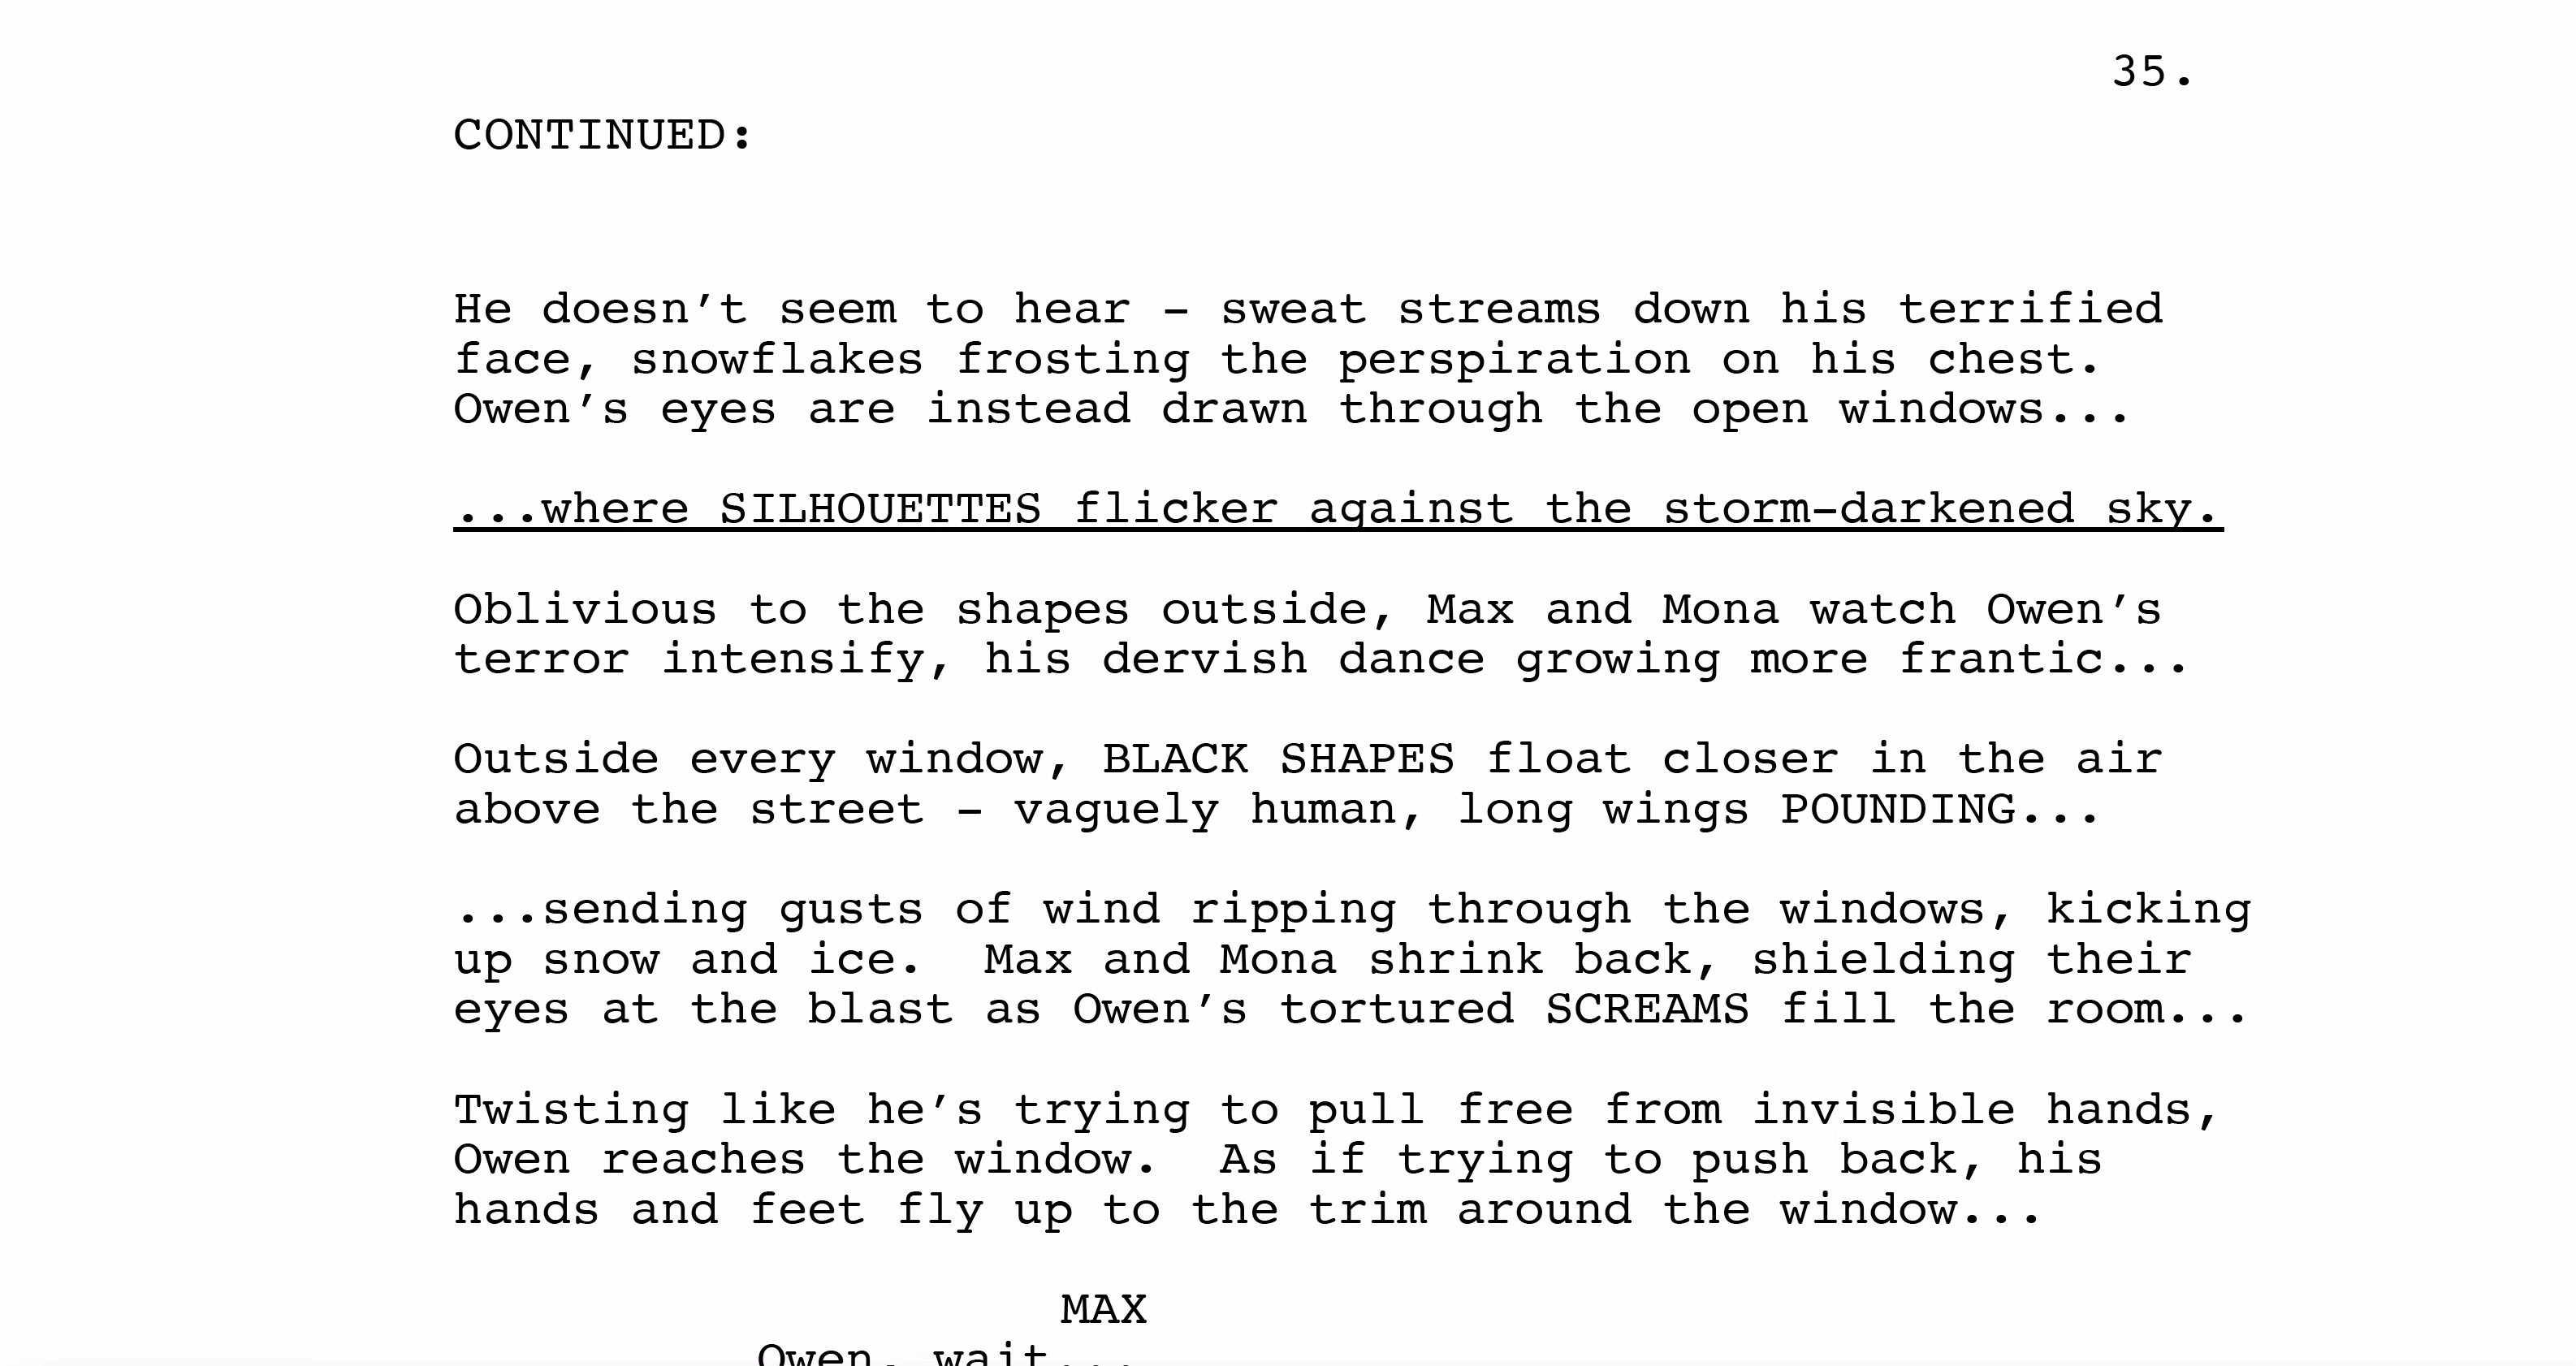 35.
CONTINUED:
He doesn’t seem to hear – sweat streams down his terrified
face, snowflakes frosting the perspiration on his chest.
Owen’s eyes are instead drawn through the open windows...
...where SILHOUETTES flicker against the storm-darkened sky.
Oblivious to the shapes outside, Max and Mona watch Owen’s
terror intensify, his dervish dance growing more frantic...
Outside every window, BLACK SHAPES float closer in the air
above the street – vaguely human, long wings POUNDING...
...sending gusts of wind ripping through the windows, kicking
up snow and ice.  Max and Mona shrink back, shielding their
eyes at the blast as Owen’s tortured SCREAMS fill the room...
Twisting like he’s trying to pull free from invisible hands,
Owen reaches the window.  As if trying to push back, his
hands and feet fly up to the trim around the window...
MAX
Owen, wait...